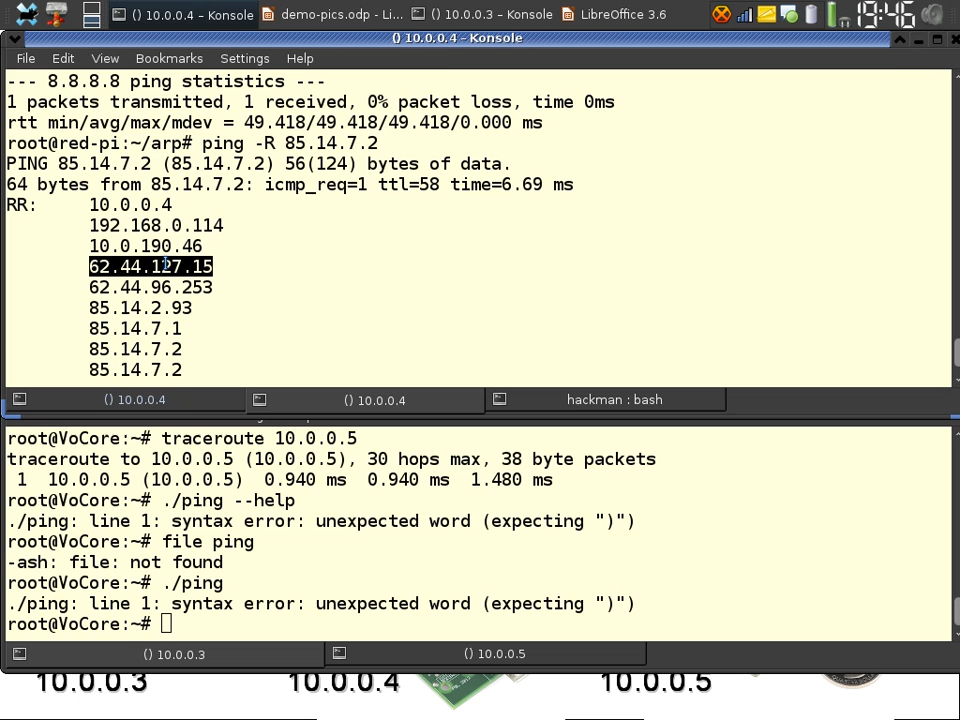 () 10.0.0.4 – Konsole
demo-pics.odp - Li...
() 10.0.0.3 – Konsole
LibreOffice 3.6
19:46
() 10.0.0.4 – Konsole
File Edit View Bookmarks Settings Help
--- 8.8.8.8 ping statistics ---
1 packets transmitted, 1 received, 0% packet loss, time 0ms
rtt min/avg/max/mdev = 49.418/49.418/49.418/0.000 ms
root@red-pi:~/arp# ping -R 85.14.7.2
PING 85.14.7.2 (85.14.7.2) 56(124) bytes of data.
64 bytes from 85.14.7.2: icmp_req=1 ttl=58 time=6.69 ms
RR: 10.0.0.4
192.168.0.114
10.0.190.46
62.44.127.15
62.44.96.253
85.14.2.93
85.14.7.1
85.14.7.2
85.14.7.2
() 10.0.0.4
() 10.0.0.4
hackman : bash
root@VoCore:~# traceroute 10.0.0.5
traceroute to 10.0.0.5 (10.0.0.5), 30 hops max, 38 byte packets
1 10.0.0.5 (10.0.0.5) 0.940 ms 0.940 ms 1.480 ms
root@VoCore:~# ./ping --help
./ping: line 1: syntax error: unexpected word (expecting ")")
root@VoCore:~# file ping
-ash: file: not found
root@VoCore:~# ./ping
./ping: line 1: syntax error: unexpected word (expecting ")")
root@VoCore:~#
() 10.0.0.3
() 10.0.0.5
10.0.0.3
10.0.0.4
10.0.0.5